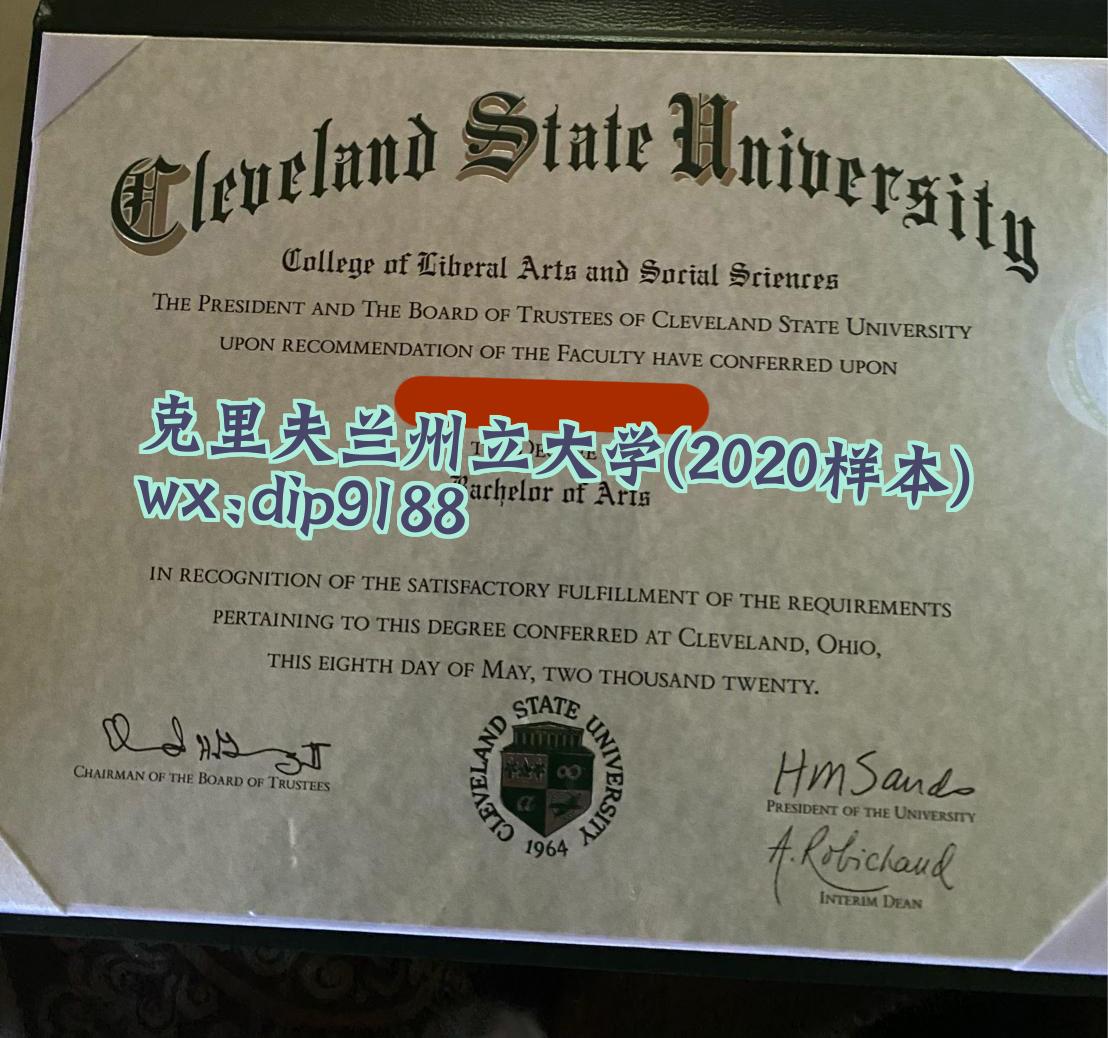 Cleveland State University
College of Liberal Arts and Social Sciences
THE PRESIDENT AND THE BOARD OF TRUSTEES OF CLEVELAND STATE UNIVERSITY
UPON RECOMMENDATION OF THE FACULTY HAVE CONFERRED UPON
克里夫兰州立大学(2020样本)
wx;dip9188
Bachelor of Arts
IN RECOGNITION OF THE SATISFACTORY FULFILLMENT OF THE REQUIREMENTS
PERTAINING TO THIS DEGREE CONFERRED AT CLEVELAND, OHIO,
THIS EIGHTH DAY OF MAY, TWO THOUSAND TWENTY.
CHAIRMAN OF THE BOARD OF TRUSTEES
CLEVELAND STATE UNIVERSITY
1964
HM Sands
PRESIDENT OF THE UNIVERSITY
A. Robichaud
INTERIM DEAN